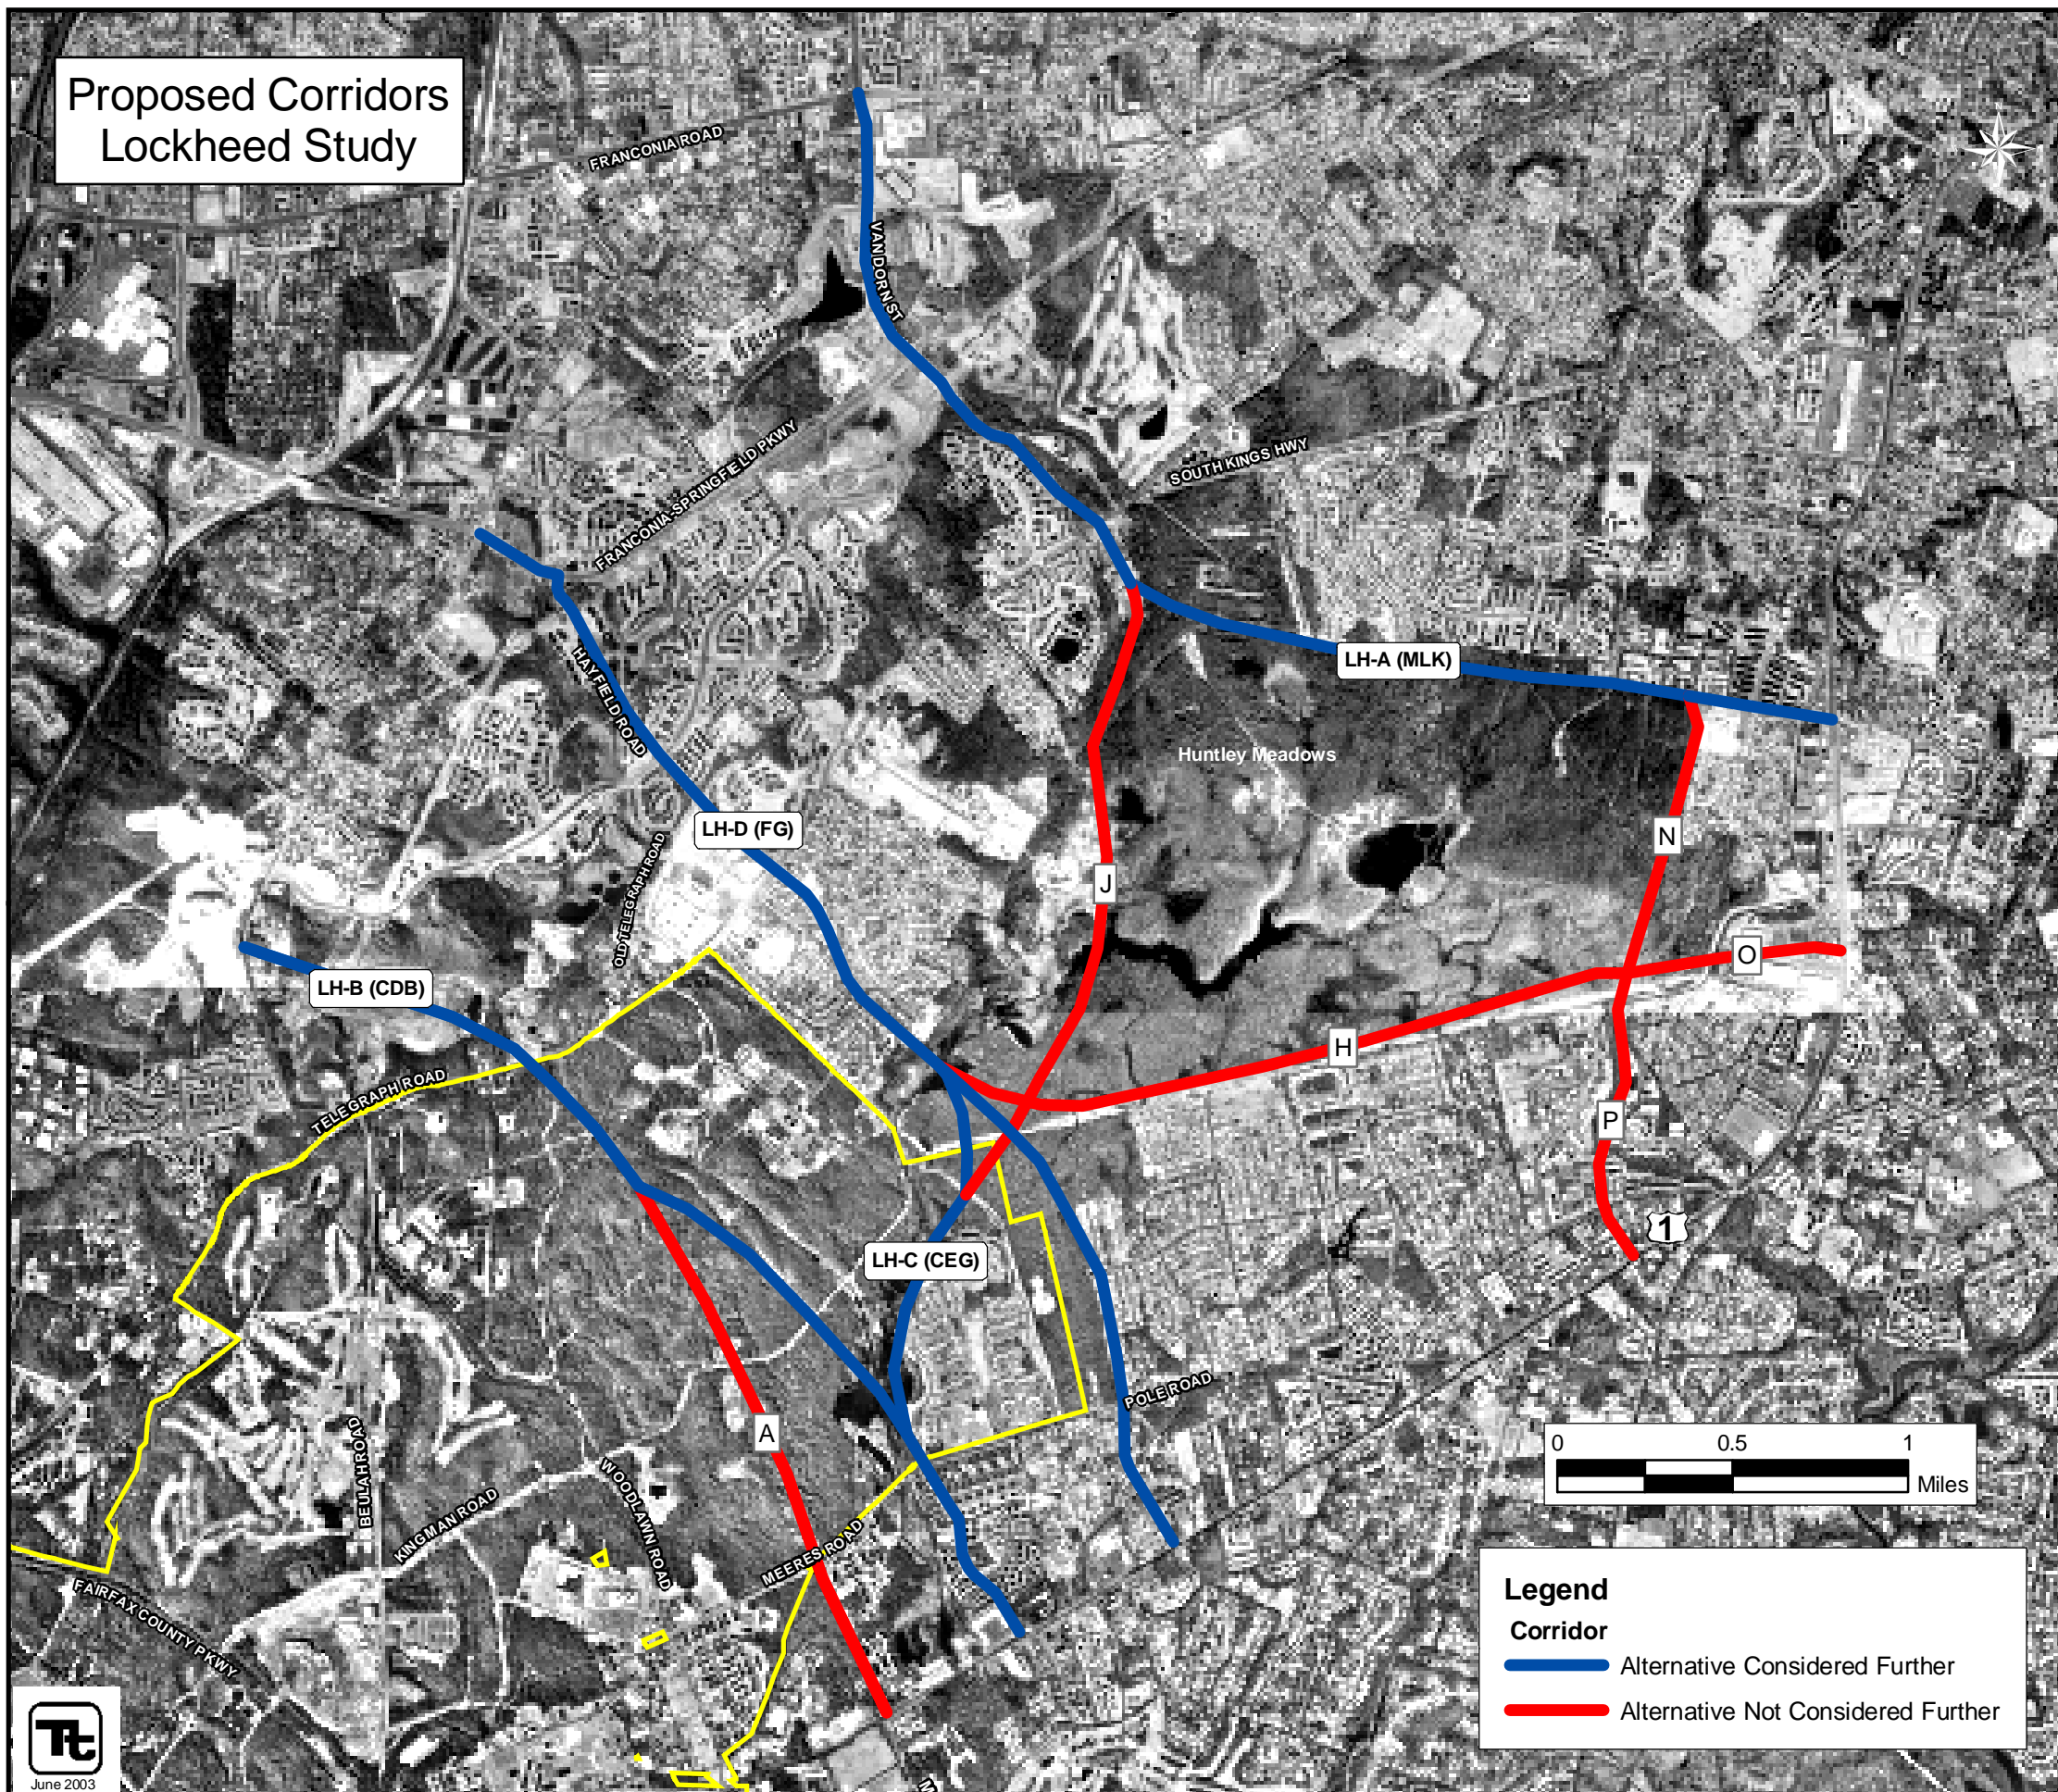 Proposed Corridors
Lockheed Study
FRANCONIA ROAD
VAN DORN ST
SOUTH KINGS HWY
FRANCONIA-SPRINGFIELD PKWY
HAYFIELD ROAD
LH-A (MLK)
Huntley Meadows
LH-D (FG)
N
J
OLD TELEGRAPH ROAD
O
LH-B (CDB)
H
TELEGRAPH ROAD
P
1
LH-C (CEG)
POLE ROAD
A
BEULAH ROAD
KINGMAN ROAD
WOODLAWN ROAD
MEERES ROAD
FAIRFAX COUNTY PKWY
0 0.5 1
Miles
Legend
Corridor
Alternative Considered Further
Alternative Not Considered Further
Tt
June 2003